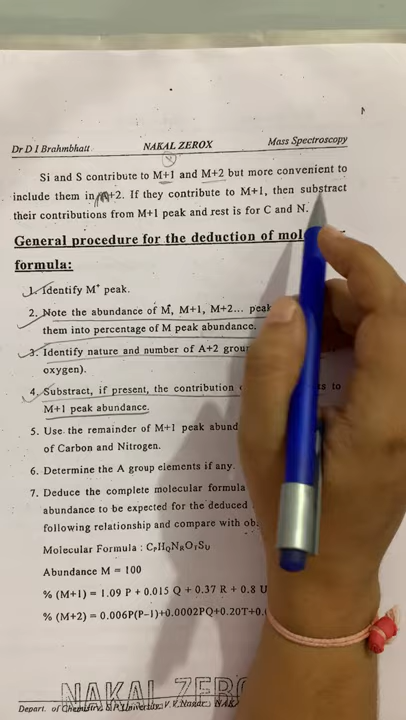 Dr D I Brahmbhatt NAKAL ZEROX Mass Spectroscopy
Si and S contribute to M+1 and M+2 but more convenient to
include them in M+2. If they contribute to M+1, then substract
their contributions from M+1 peak and rest is for C and N.
General procedure for the deduction of mol
formula:
1. Identify M⁺ peak.
2. Note the abundance of M, M+1, M+2... peak
them into percentage of M peak abundance.
3. Identify nature and number of A+2 grou
oxygen).
4. Substract, if present, the contribution to
M+1 peak abundance.
5. Use the remainder of M+1 peak abund
of Carbon and Nitrogen.
6. Determine the A group elements if any.
7. Deduce the complete molecular formula
abundance to be expected for the deduced
following relationship and compare with ob
Molecular Formula : CₚH_QN_RO_TS_U
Abundance M = 100
% (M+1) = 1.09 P + 0.015 Q + 0.37 R + 0.8 U
% (M+2) = 0.006P(P−1)+0.0002PQ+0.20T+0.
NAKAL ZERO
Depart. of Chemistry, S.P.University, V.V.Nagar.